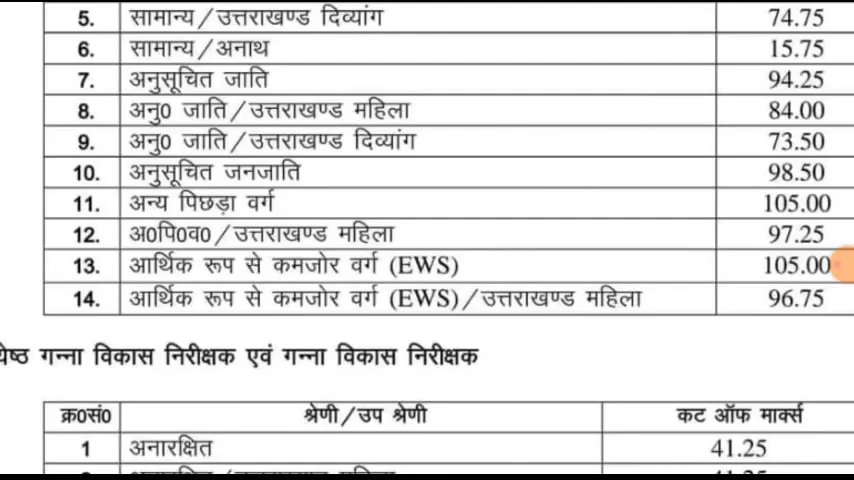 5. सामान्य/उत्तराखण्ड दिव्यांग 74.75
6. सामान्य/अनाथ 15.75
7. अनुसूचित जाति 94.25
8. अनु0 जाति/उत्तराखण्ड महिला 84.00
9. अनु0 जाति/उत्तराखण्ड दिव्यांग 73.50
10. अनुसूचित जनजाति 98.50
11. अन्य पिछड़ा वर्ग 105.00
12. अ0पि0व0/उत्तराखण्ड महिला 97.25
13. आर्थिक रूप से कमजोर वर्ग (EWS) 105.00
14. आर्थिक रूप से कमजोर वर्ग (EWS)/उत्तराखण्ड महिला 96.75
गन्ना विकास निरीक्षक एवं गन्ना विकास निरीक्षक
क्र0सं0 श्रेणी/उप श्रेणी कट ऑफ मार्क्स
1 अनारक्षित 41.25